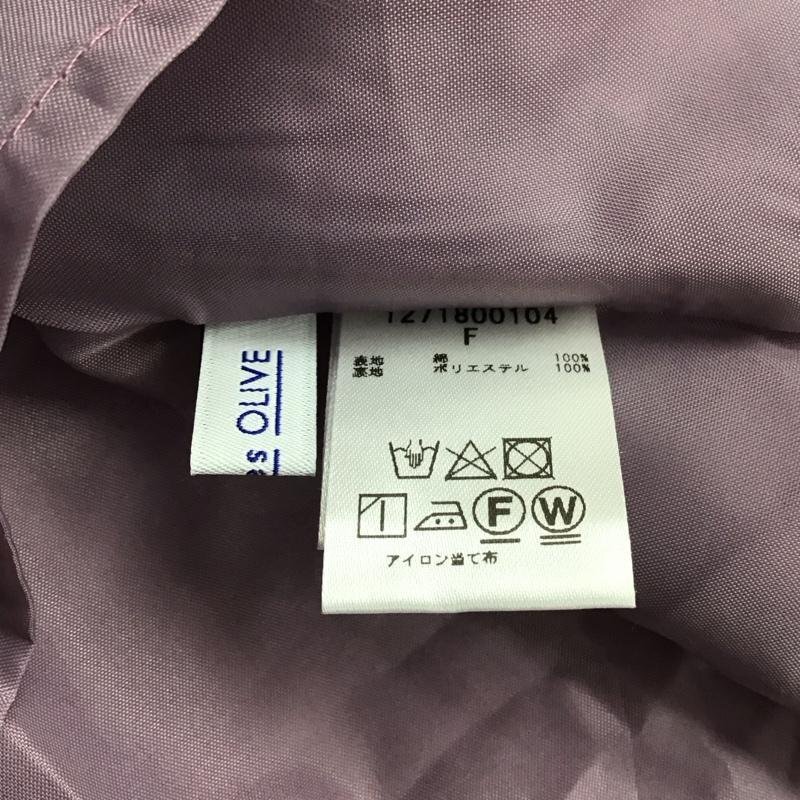 es OLIVE
1271800104
F
表地 綿 100%
裏地 ポリエステル 100%
F W
アイロン当て布